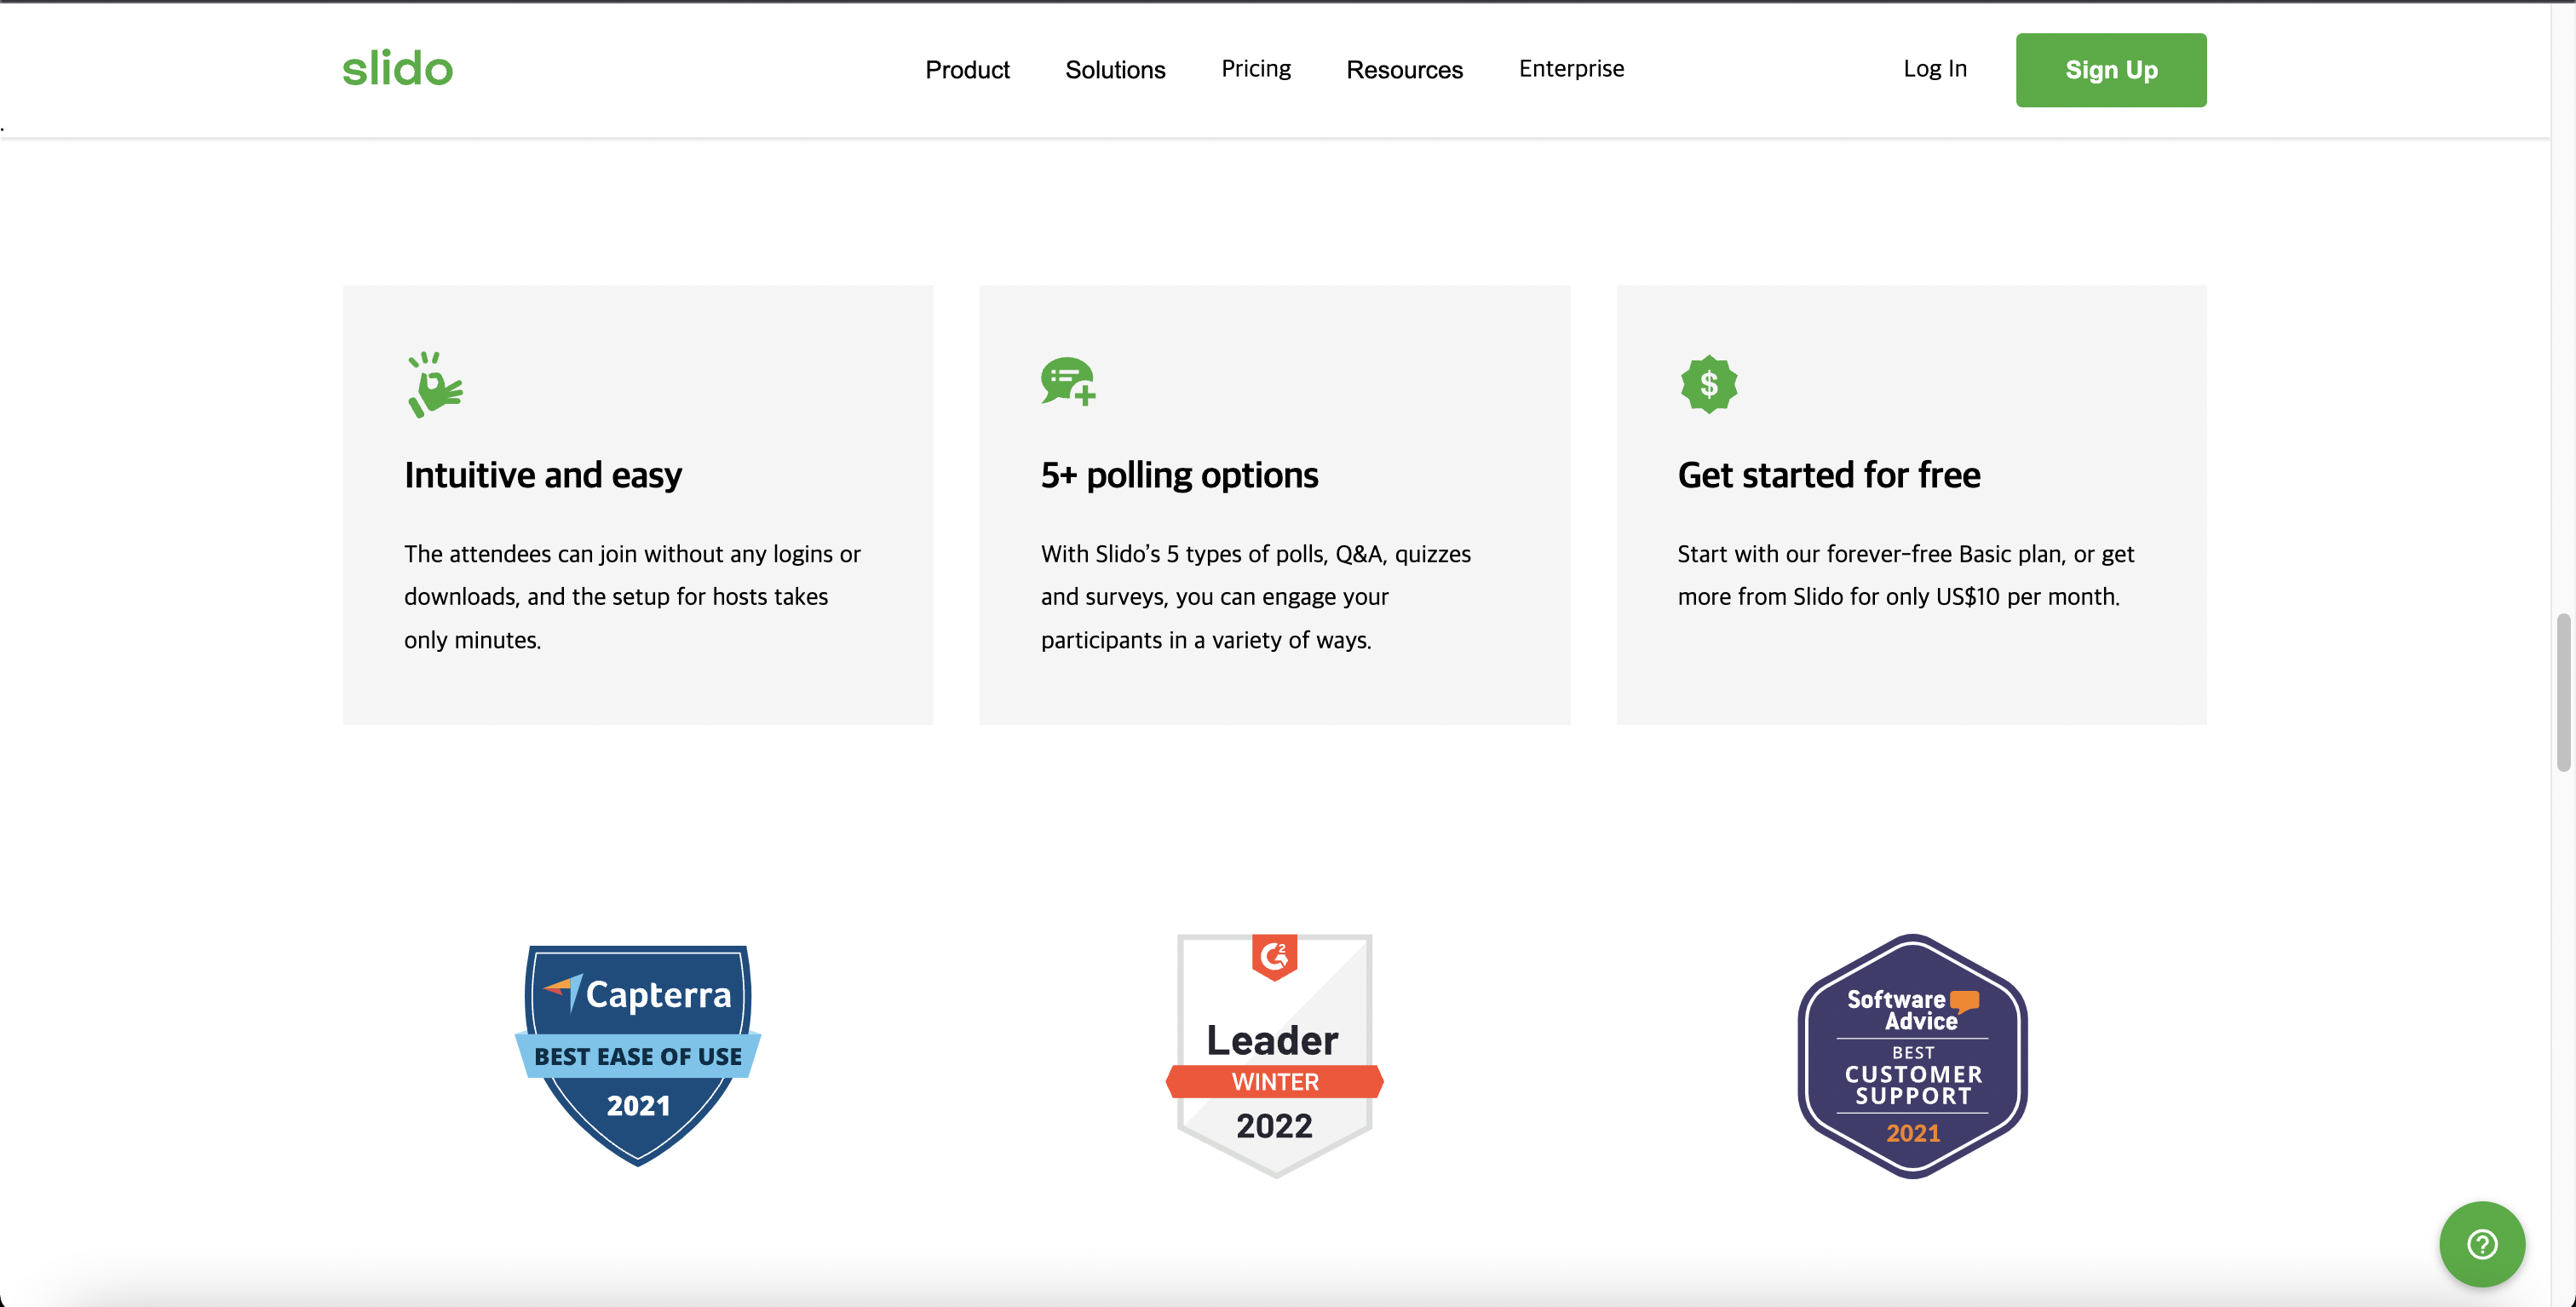 slido
Product
Solutions
Pricing
Resources
Enterprise
Log In
Sign Up
.
Intuitive and easy
The attendees can join without any logins or
downloads, and the setup for hosts takes
only minutes.
5+ polling options
With Slido’s 5 types of polls, Q&A, quizzes
and surveys, you can engage your
participants in a variety of ways.
$
Get started for free
Start with our forever-free Basic plan, or get
more from Slido for only US$10 per month.
Capterra
BEST EASE OF USE
2021
G2
Leader
WINTER
2022
Software
Advice
BEST
CUSTOMER
SUPPORT
2021
?